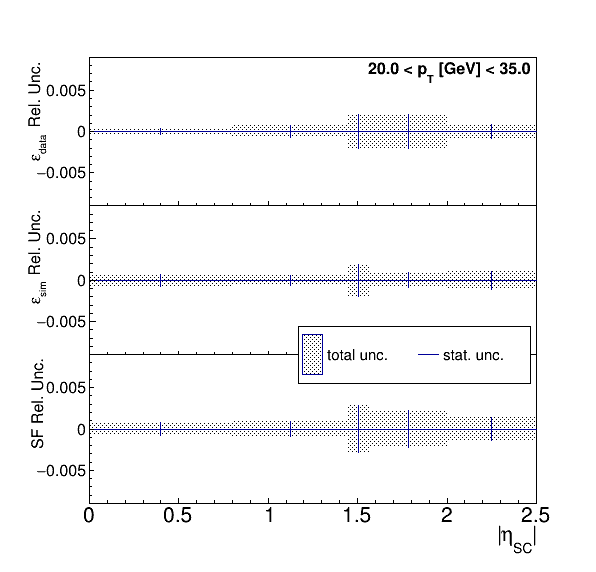 20.0 < p_T [GeV] < 35.0
ε_data Rel. Unc.
0.005
0
−0.005
ε_sim Rel. Unc.
0.005
0
−0.005
total unc.
stat. unc.
SF Rel. Unc.
0.005
0
−0.005
0 0.5 1 1.5 2 2.5
|η_SC|